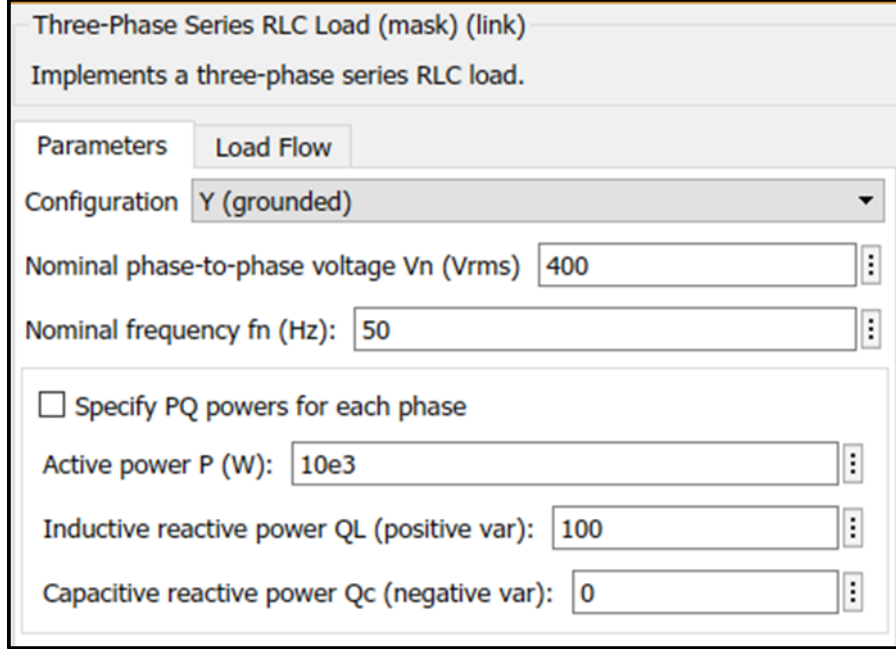 Three-Phase Series RLC Load (mask) (link)
Implements a three-phase series RLC load.
Parameters Load Flow
Configuration Y (grounded)
Nominal phase-to-phase voltage Vn (Vrms) 400
Nominal frequency fn (Hz): 50
Specify PQ powers for each phase
Active power P (W): 10e3
Inductive reactive power QL (positive var): 100
Capacitive reactive power Qc (negative var): 0